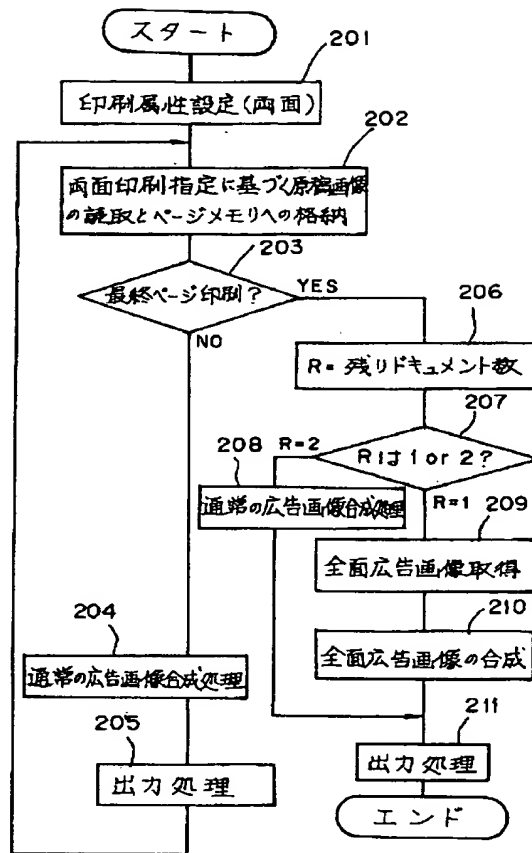 スタート
201
印刷属性設定(両面)
202
両面印刷指定に基づく原稿画像
の読取とページメモリへの格納
203
最終ページ印刷?
YES
NO
206
R= 残りドキュメント数
207
Rは1 or 2?
R=2
R=1
208
通常の広告画像合成処理
209
全面広告画像取得
210
全面広告画像の合成
204
通常の広告画像合成処理
205
出力処理
211
出力処理
エンド